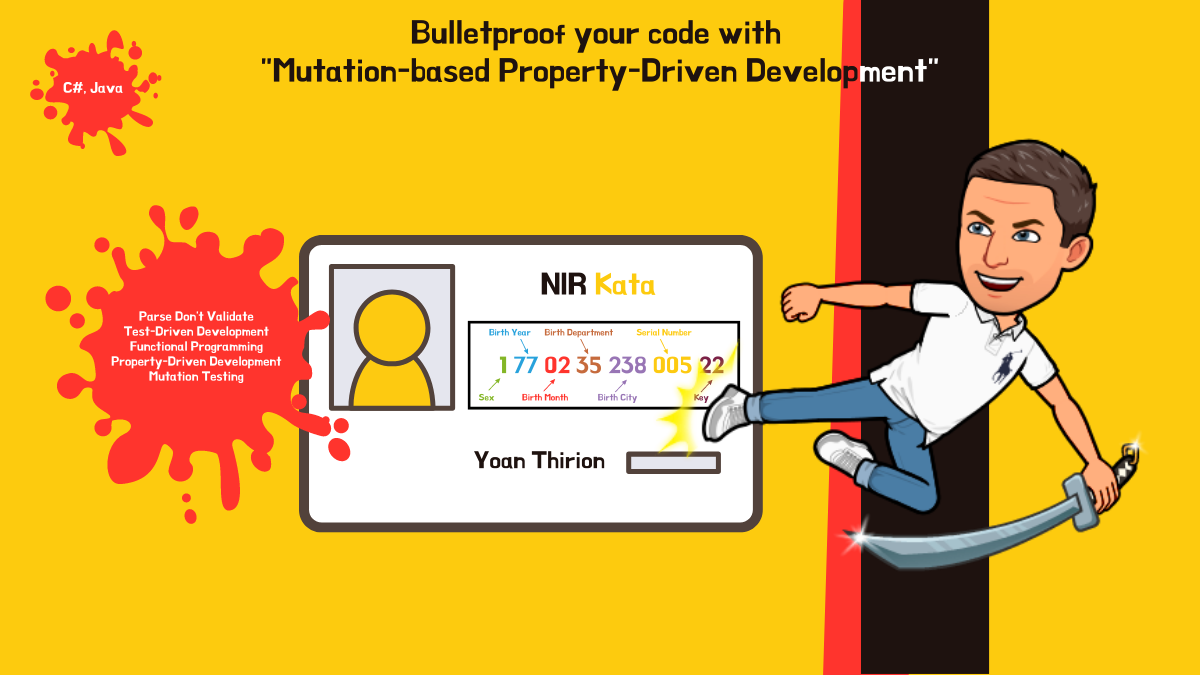 Bulletproof your code with
"Mutation-based Property-Driven Development"
C#, Java
Parse Don't Validate
Test-Driven Development
Functional Programming
Property-Driven Development
Mutation Testing
NIR Kata
Birth Year Birth Department Serial Number
1 77 02 35 238 005 22
Sex Birth Month Birth City Key
Yoan Thirion